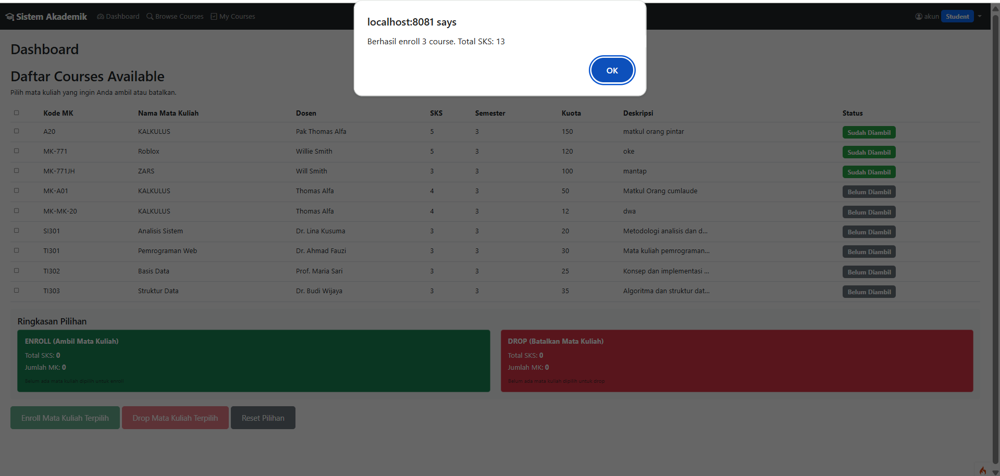 Sistem Akademik Dashboard Browse Courses My Courses akun Student
localhost:8081 says
Berhasil enroll 3 course. Total SKS: 13
OK
Dashboard
Daftar Courses Available
Pilih mata kuliah yang ingin Anda ambil atau batalkan.
Kode MK Nama Mata Kuliah Dosen SKS Semester Kuota Deskripsi Status
A20 KALKULUS Pak Thomas Alfa 5 3 150 matkul orang pintar Sudah Diambil
MK-771 Roblox Willie Smith 5 3 120 oke Sudah Diambil
MK-771JH ZARS Will Smith 3 3 100 mantap Sudah Diambil
MK-A01 KALKULUS Thomas Alfa 4 3 50 Matkul Orang cumlaude Belum Diambil
MK-MK-20 KALKULUS Thomas Alfa 4 3 12 dwa Belum Diambil
SI301 Analisis Sistem Dr. Lina Kusuma 3 3 20 Metodologi analisis dan d... Belum Diambil
TI301 Pemrograman Web Dr. Ahmad Fauzi 3 3 30 Mata kuliah pemrograman... Belum Diambil
TI302 Basis Data Prof. Maria Sari 3 3 25 Konsep dan implementasi ... Belum Diambil
TI303 Struktur Data Dr. Budi Wijaya 3 3 35 Algoritma dan struktur dat... Belum Diambil
Ringkasan Pilihan
ENROLL (Ambil Mata Kuliah)
Total SKS: 0
Jumlah MK: 0
Belum ada mata kuliah dipilih untuk enroll
DROP (Batalkan Mata Kuliah)
Total SKS: 0
Jumlah MK: 0
Belum ada mata kuliah dipilih untuk drop
Enroll Mata Kuliah Terpilih Drop Mata Kuliah Terpilih Reset Pilihan